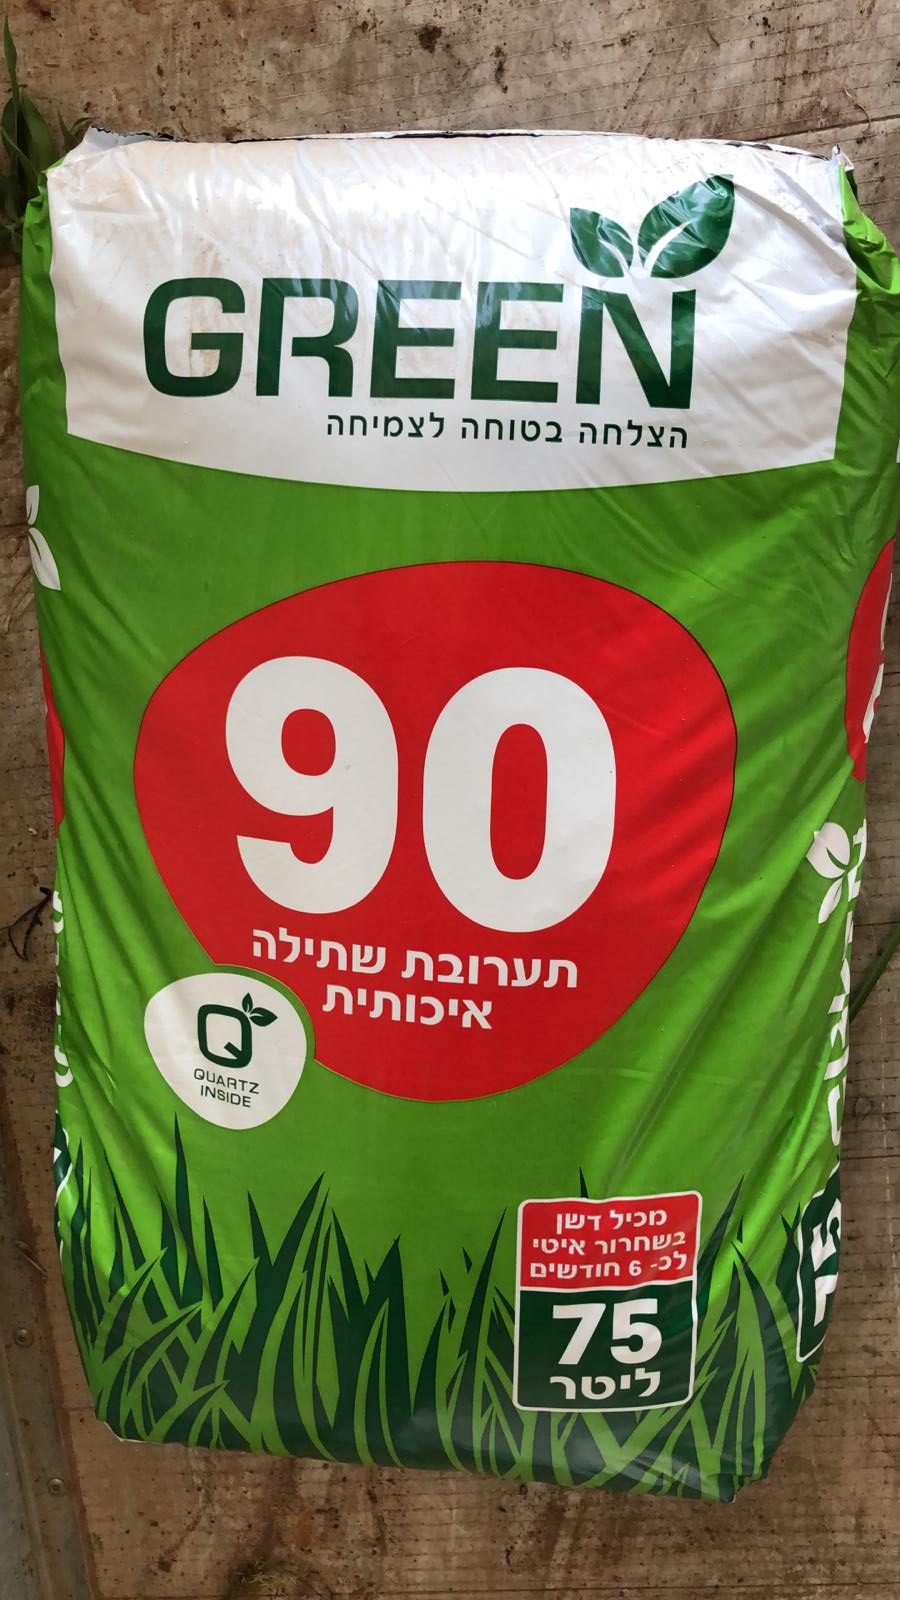 GREEN
הצלחה בטוחה לצמיחה
90
תערובת שתילה
איכותית
Q
QUARTZ
INSIDE
מכיל דשן
בשחרור איטי
לכ- 6 חודשים
75
ליטר